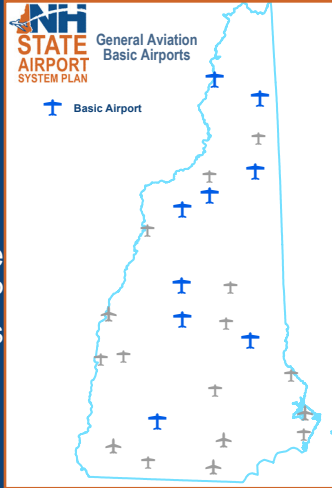 NH
STATE
AIRPORT
SYSTEM PLAN
General Aviation
Basic Airports
Basic Airport